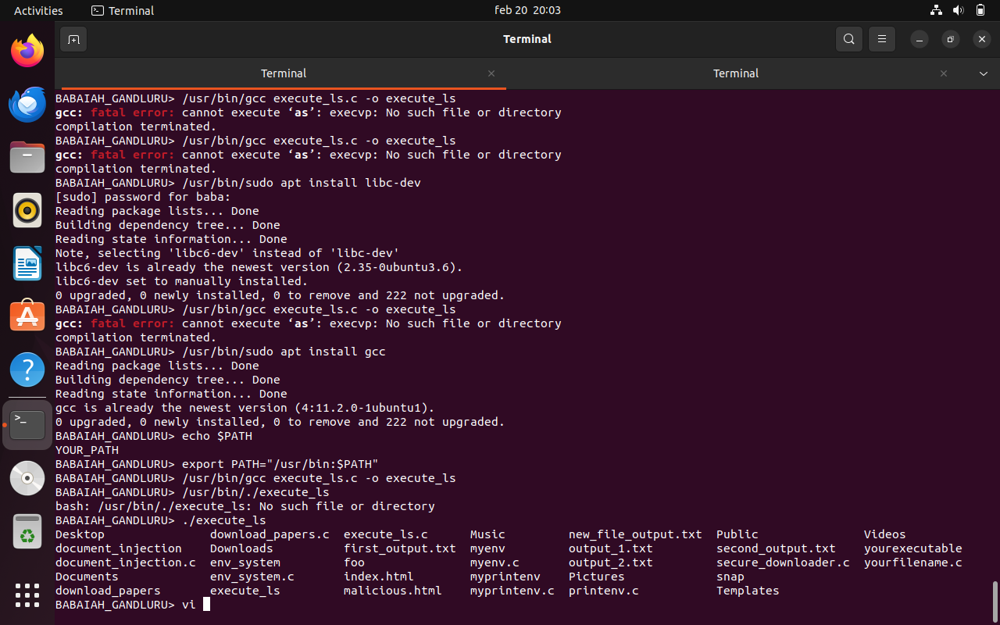 Activities Terminal feb 20 20:03
Terminal
Terminal Terminal
BABAIAH_GANDLURU> /usr/bin/gcc execute_ls.c -o execute_ls
gcc: fatal error: cannot execute ‘as’: execvp: No such file or directory
compilation terminated.
BABAIAH_GANDLURU> /usr/bin/gcc execute_ls.c -o execute_ls
gcc: fatal error: cannot execute ‘as’: execvp: No such file or directory
compilation terminated.
BABAIAH_GANDLURU> /usr/bin/sudo apt install libc-dev
[sudo] password for baba:
Reading package lists... Done
Building dependency tree... Done
Reading state information... Done
Note, selecting 'libc6-dev' instead of 'libc-dev'
libc6-dev is already the newest version (2.35-0ubuntu3.6).
libc6-dev set to manually installed.
0 upgraded, 0 newly installed, 0 to remove and 222 not upgraded.
BABAIAH_GANDLURU> /usr/bin/gcc execute_ls.c -o execute_ls
gcc: fatal error: cannot execute ‘as’: execvp: No such file or directory
compilation terminated.
BABAIAH_GANDLURU> /usr/bin/sudo apt install gcc
Reading package lists... Done
Building dependency tree... Done
Reading state information... Done
gcc is already the newest version (4:11.2.0-1ubuntu1).
0 upgraded, 0 newly installed, 0 to remove and 222 not upgraded.
BABAIAH_GANDLURU> echo $PATH
YOUR_PATH
BABAIAH_GANDLURU> export PATH="/usr/bin:$PATH"
BABAIAH_GANDLURU> /usr/bin/gcc execute_ls.c -o execute_ls
BABAIAH_GANDLURU> /usr/bin/./execute_ls
bash: /usr/bin/./execute_ls: No such file or directory
BABAIAH_GANDLURU> ./execute_ls
Desktop download_papers.c execute_ls.c Music new_file_output.txt Public Videos
document_injection Downloads first_output.txt myenv output_1.txt second_output.txt yourexecutable
document_injection.c env_system foo myenv.c output_2.txt secure_downloader.c yourfilename.c
Documents env_system.c index.html myprintenv Pictures snap
download_papers execute_ls malicious.html myprintenv.c printenv.c Templates
BABAIAH_GANDLURU> vi